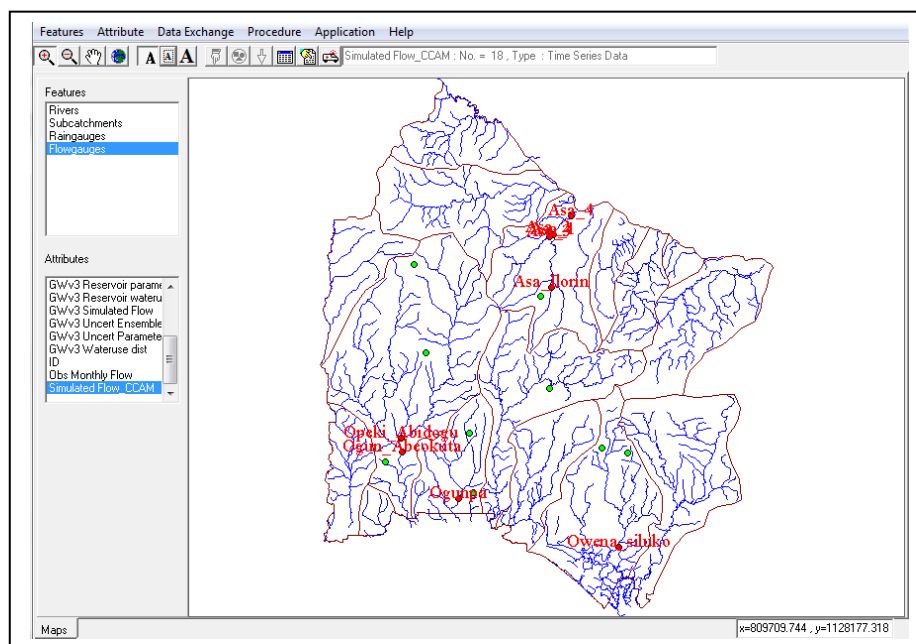 Features Attribute Data Exchange Procedure Application Help
A A A Simulated Flow_CCAM : No. = 18 , Type : Time Series Data
Features
Rivers
Subcatchments
Raingauges
Flowgauges
Attributes
GWv3 Reservoir parame
GWv3 Reservoir wateru
GWv3 Simulated Flow
GWv3 Uncert Ensemble
GWv3 Uncert Paramete
GWv3 Wateruse dist
ID
Obs Monthly Flow
Simulated Flow_CCAM
Asa_4
Asa_Ilorin
Opeki_Abidogu
Ogun_Abeokuta
Ogunpa
Owena_siluko
Maps
x=809709.744 , y=1128177.318